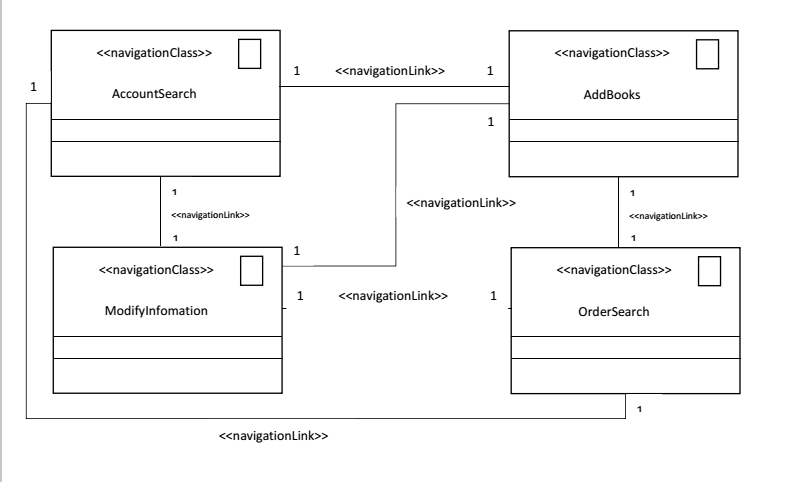 <<navigationClass>>
AccountSearch
1
1 <<navigationLink>> 1
<<navigationClass>>
AddBooks
1
1
<<navigationLink>>
1
<<navigationLink>>
1
<<navigationLink>>
1
<<navigationClass>>
ModifyInfomation
1
1 <<navigationLink>> 1
<<navigationClass>>
OrderSearch
1
<<navigationLink>>